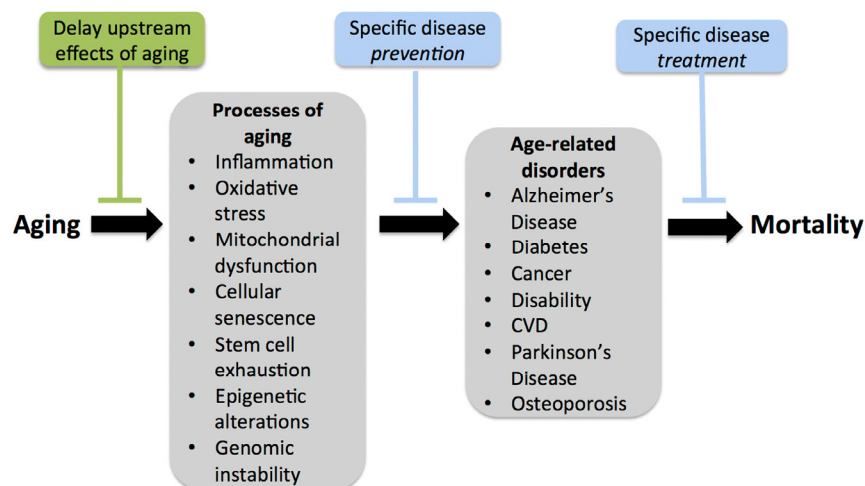 Delay upstream
effects of aging
Specific disease
prevention
Specific disease
treatment
Aging
Processes of
aging
• Inflammation
• Oxidative
stress
• Mitochondrial
dysfunction
• Cellular
senescence
• Stem cell
exhaustion
• Epigenetic
alterations
• Genomic
instability
Age-related
disorders
• Alzheimer's
Disease
• Diabetes
• Cancer
• Disability
• CVD
• Parkinson's
Disease
• Osteoporosis
Mortality